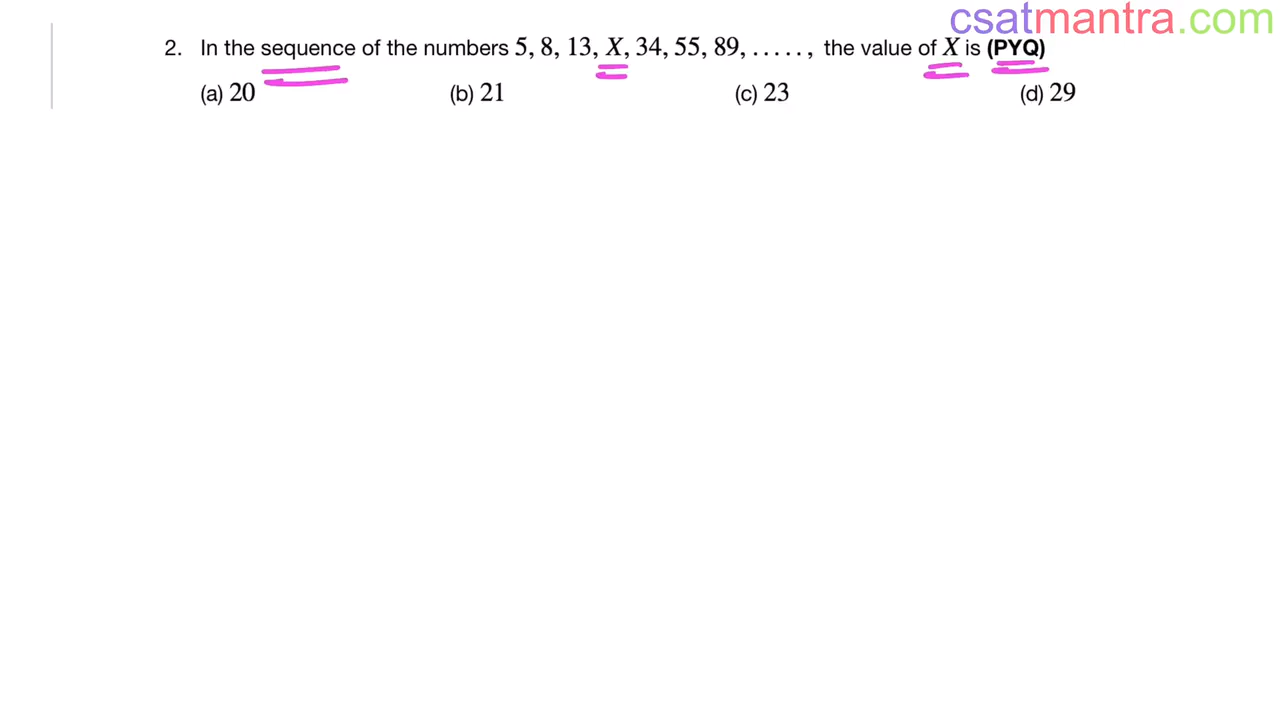 csatmantra.com
2. In the sequence of the numbers 5, 8, 13, X, 34, 55, 89, . . . . . , the value of X is (PYQ)
(a) 20 (b) 21 (c) 23 (d) 29